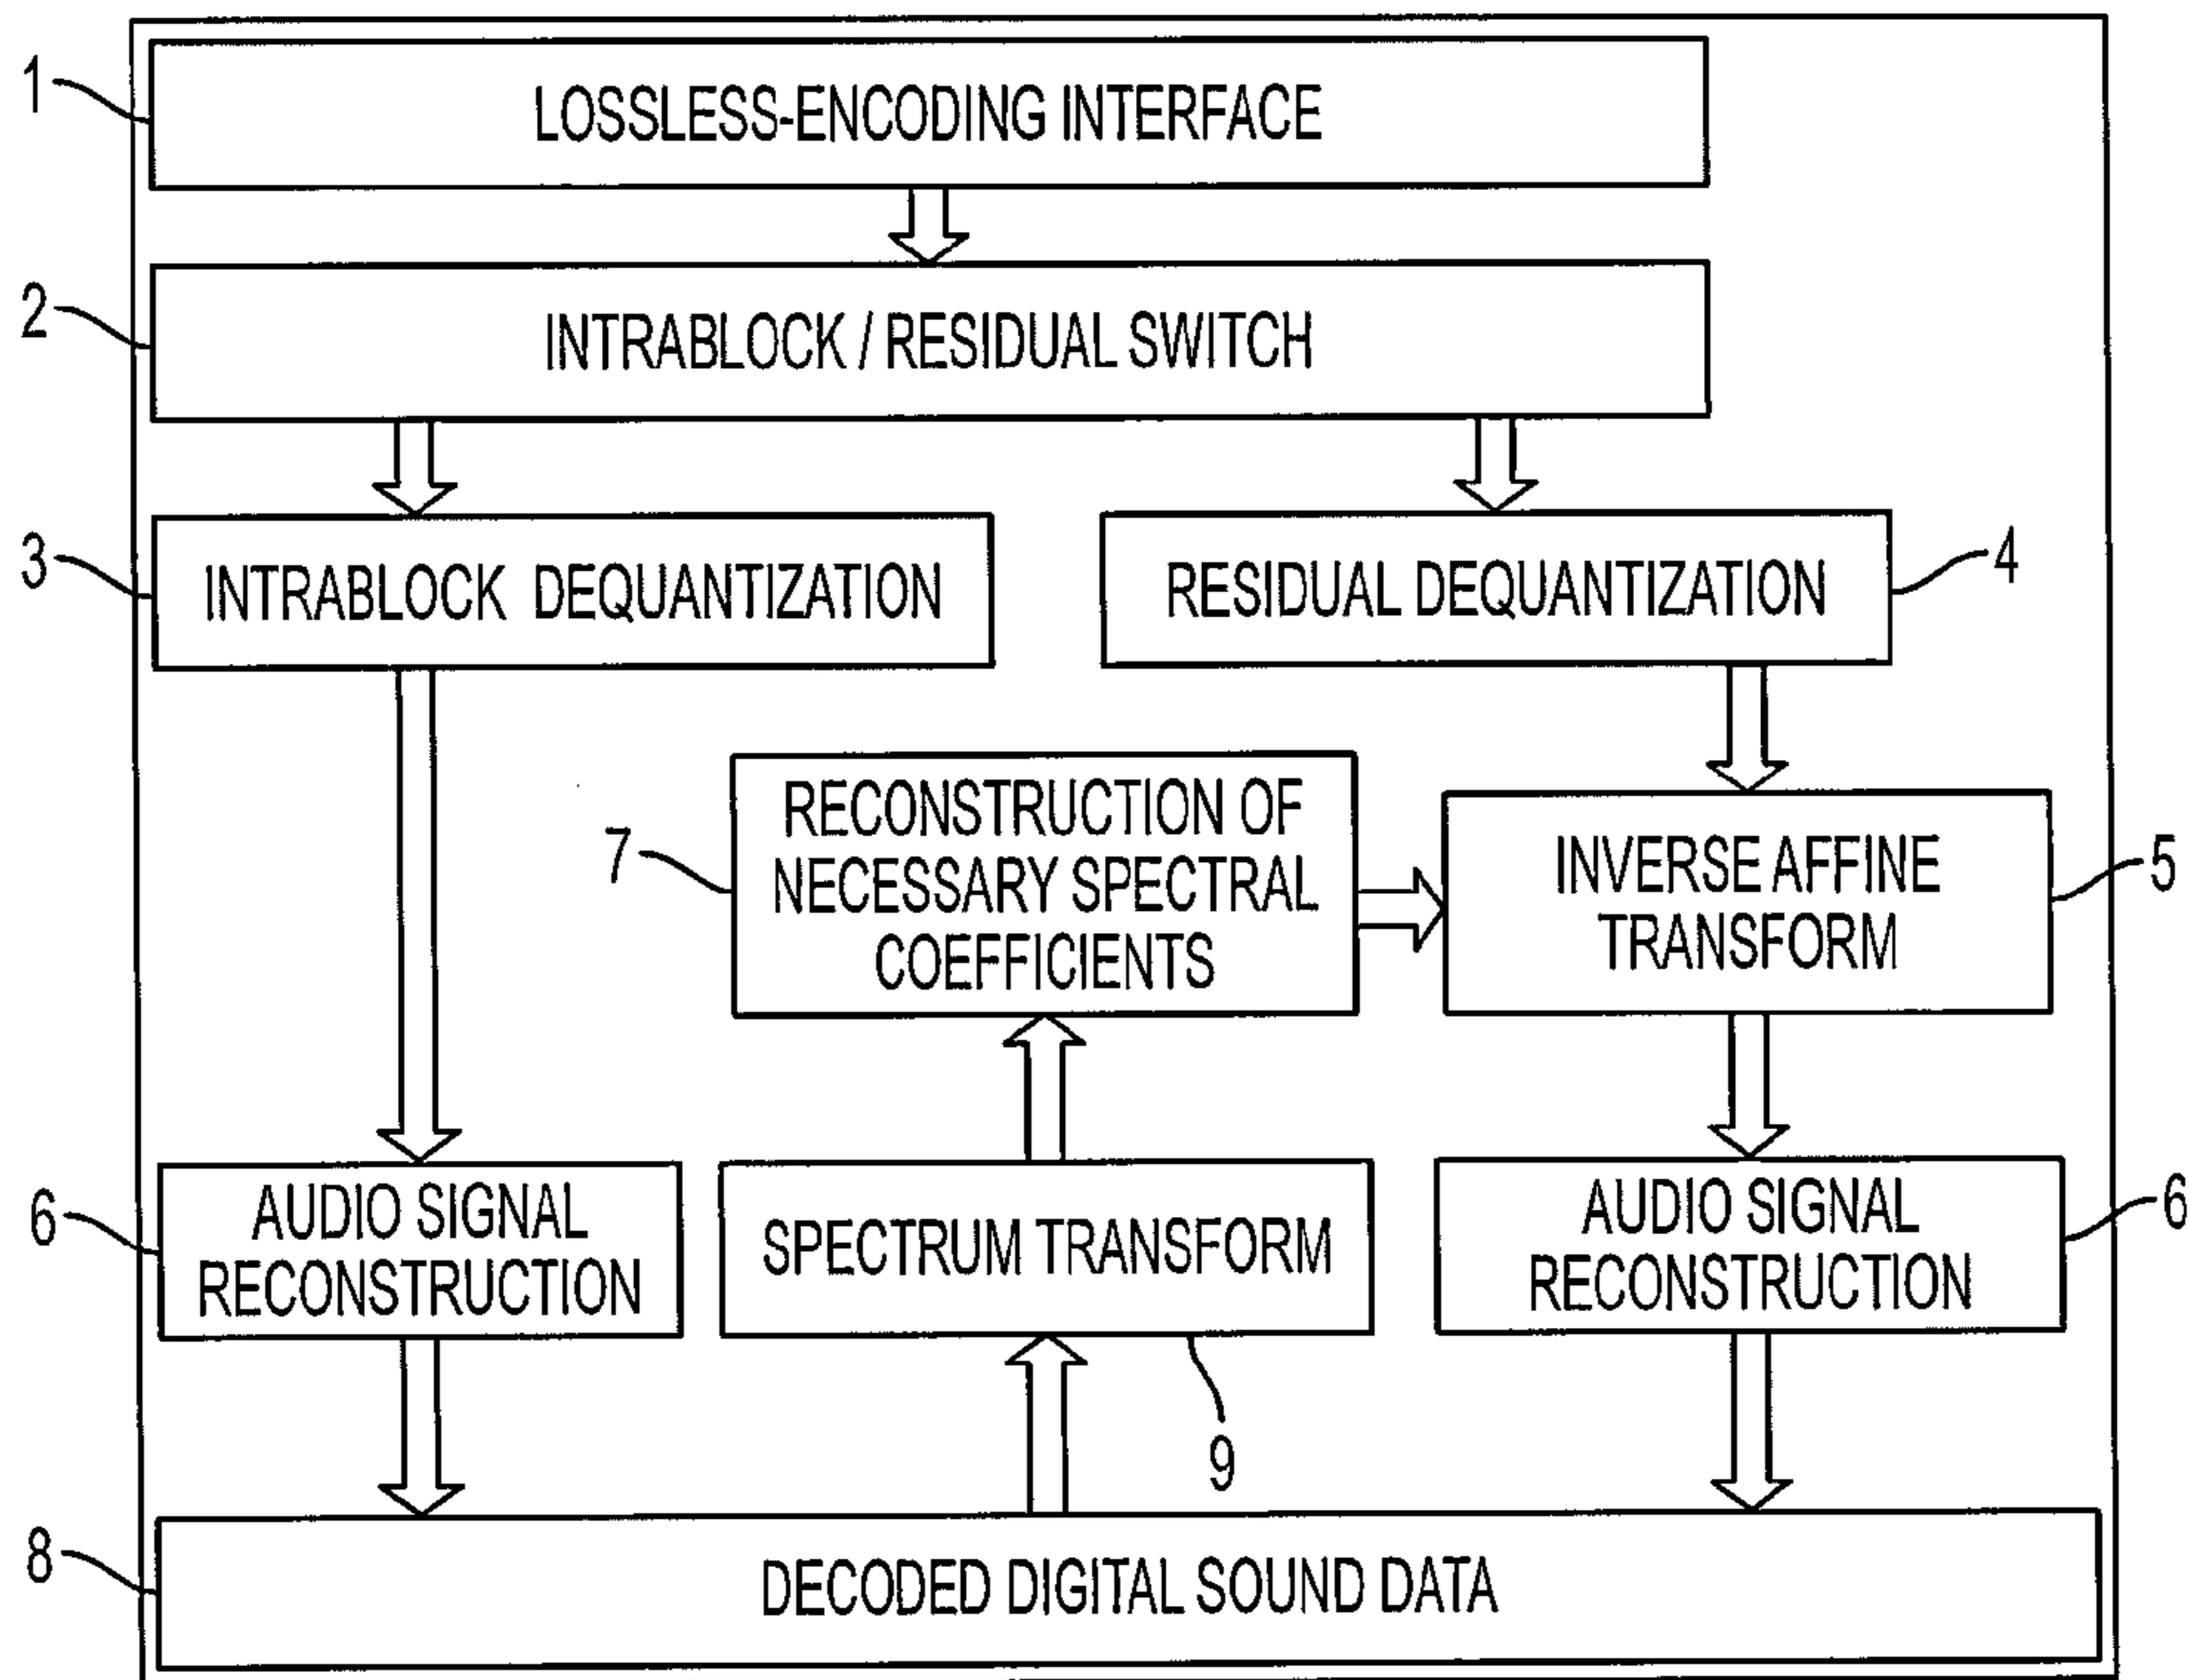 1
LOSSLESS-ENCODING INTERFACE
2
INTRABLOCK / RESIDUAL SWITCH
3
INTRABLOCK DEQUANTIZATION
RESIDUAL DEQUANTIZATION
4
7
RECONSTRUCTION OF
NECESSARY SPECTRAL
COEFFICIENTS
INVERSE AFFINE
TRANSFORM
5
6
AUDIO SIGNAL
RECONSTRUCTION
SPECTRUM TRANSFORM
9
AUDIO SIGNAL
RECONSTRUCTION
6
8
DECODED DIGITAL SOUND DATA